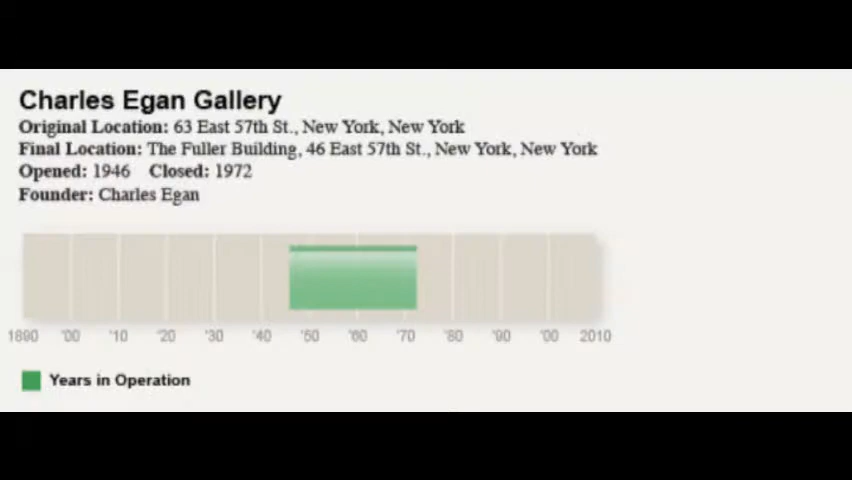 Charles Egan Gallery
Original Location: 63 East 57th St., New York, New York
Final Location: The Fuller Building, 46 East 57th St., New York, New York
Opened: 1946 Closed: 1972
Founder: Charles Egan
1890 '00 '10 '20 '30 '40 '50 '60 '70 '80 '90 '00 2010
Years in Operation